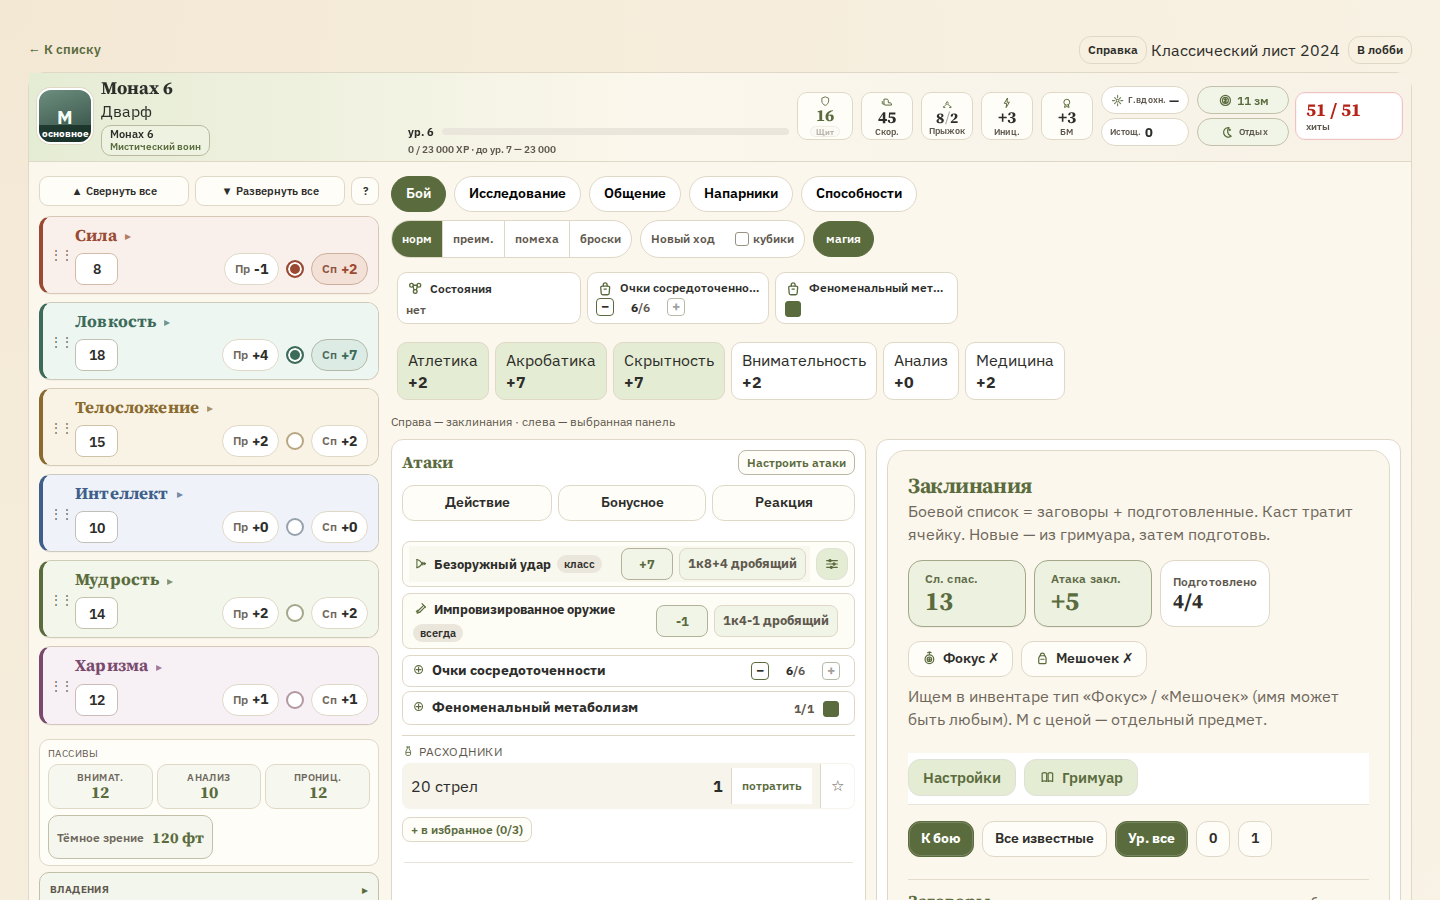 ← К списку
Справка Классический лист 2024 В лобби
М
основное
Монах 6
Дварф
Монах 6
Мистический воин
ур. 6
0 / 23 000 XP · до ур. 7 — 23 000
16
Щит
45
Скор.
8/2
Прыжок
+3
Иниц.
+3
БМ
Г.вдохн. —
Истощ. 0
11 зм
Отдых
51 / 51
хиты
▲ Свернуть все
▼ Развернуть все
?
Сила ▸
8 Пр -1 Сп +2
Ловкость ▸
18 Пр +4 Сп +7
Телосложение ▸
15 Пр +2 Сп +2
Интеллект ▸
10 Пр +0 Сп +0
Мудрость ▸
14 Пр +2 Сп +2
Харизма ▸
12 Пр +1 Сп +1
ПАССИВЫ
ВНИМАТ.
12
АНАЛИЗ
10
ПРОНИЦ.
12
Тёмное зрение 120 фт
ВЛАДЕНИЯ ▸
Бой Исследование Общение Напарники Способности
норм преим. помеха броски Новый ход кубики магия
Состояния
нет
Очки сосредоточенно...
− 6/6 +
Феноменальный мет...
Атлетика
+2
Акробатика
+7
Скрытность
+7
Внимательность
+2
Анализ
+0
Медицина
+2
Справа — заклинания · слева — выбранная панель
Атаки Настроить атаки
Действие Бонусное Реакция
Безоружный удар класс +7 1к8+4 дробящий
Импровизированное оружие
всегда
-1 1к4-1 дробящий
Очки сосредоточенности − 6/6 +
Феноменальный метаболизм 1/1
РАСХОДНИКИ
20 стрел 1 потратить ☆
+ в избранное (0/3)
Заклинания
Боевой список = заговоры + подготовленные. Каст тратит
ячейку. Новые — из гримуара, затем подготовь.
Сл. спас.
13
Атака закл.
+5
Подготовлено
4/4
Фокус ✗ Мешочек ✗
Ищем в инвентаре тип «Фокус» / «Мешочек» (имя может
быть любым). М с ценой — отдельный предмет.
Настройки Гримуар
К бою Все известные Ур. все 0 1